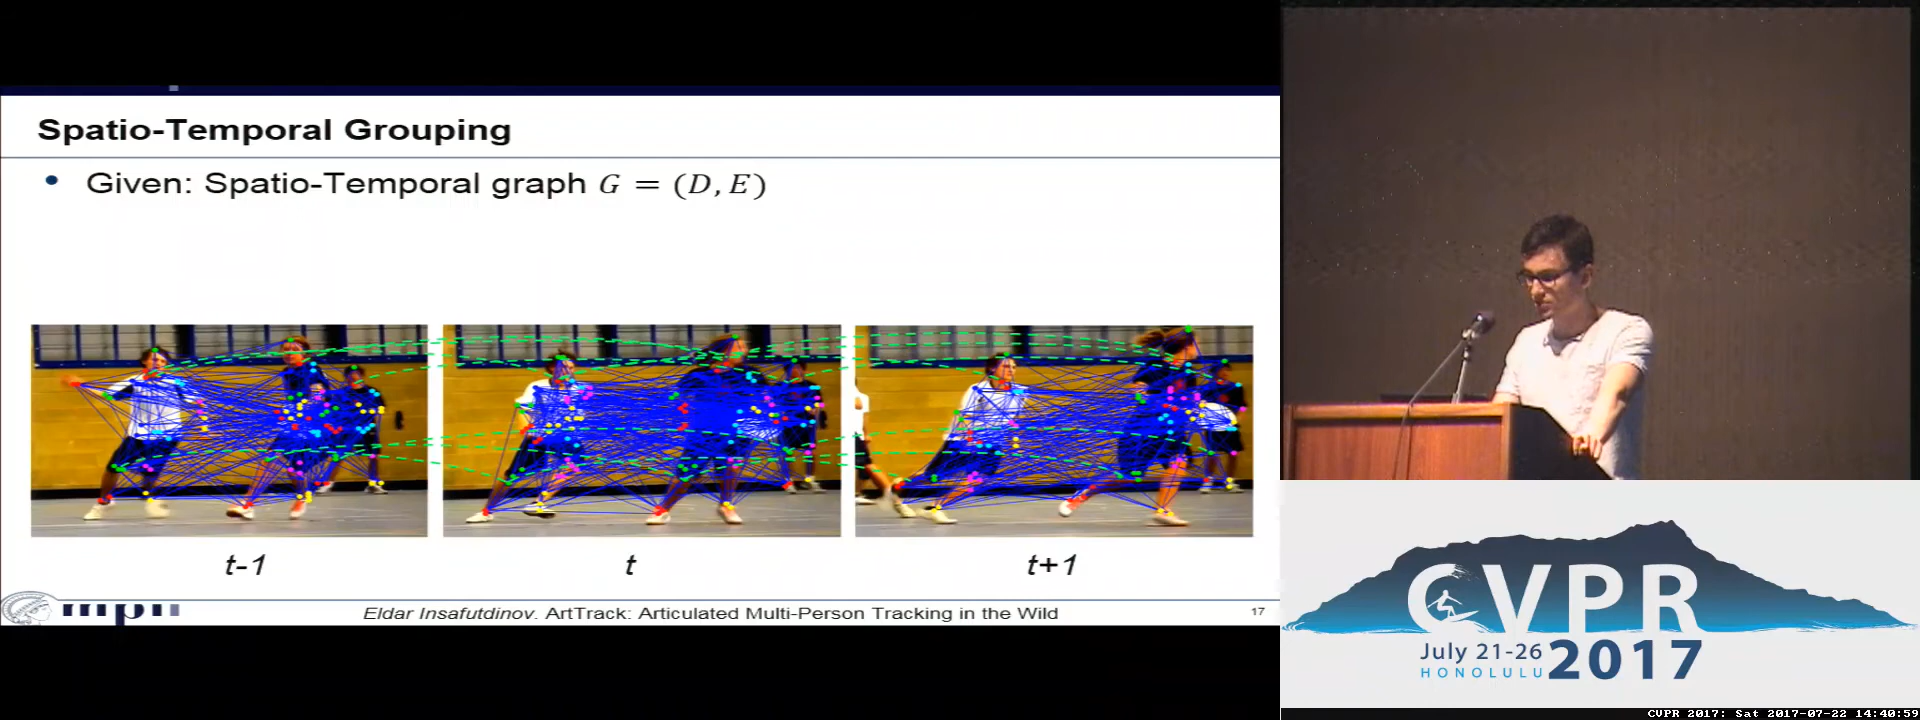 Spatio-Temporal Grouping
• Given: Spatio-Temporal graph G = (D, E)
t-1
t
t+1
Eldar Insafutdinov. ArtTrack: Articulated Multi-Person Tracking in the Wild
17
CVPR
July 21-26
2017
HONOLULU
CVPR 2017: Sat 2017-07-22 14:40:59